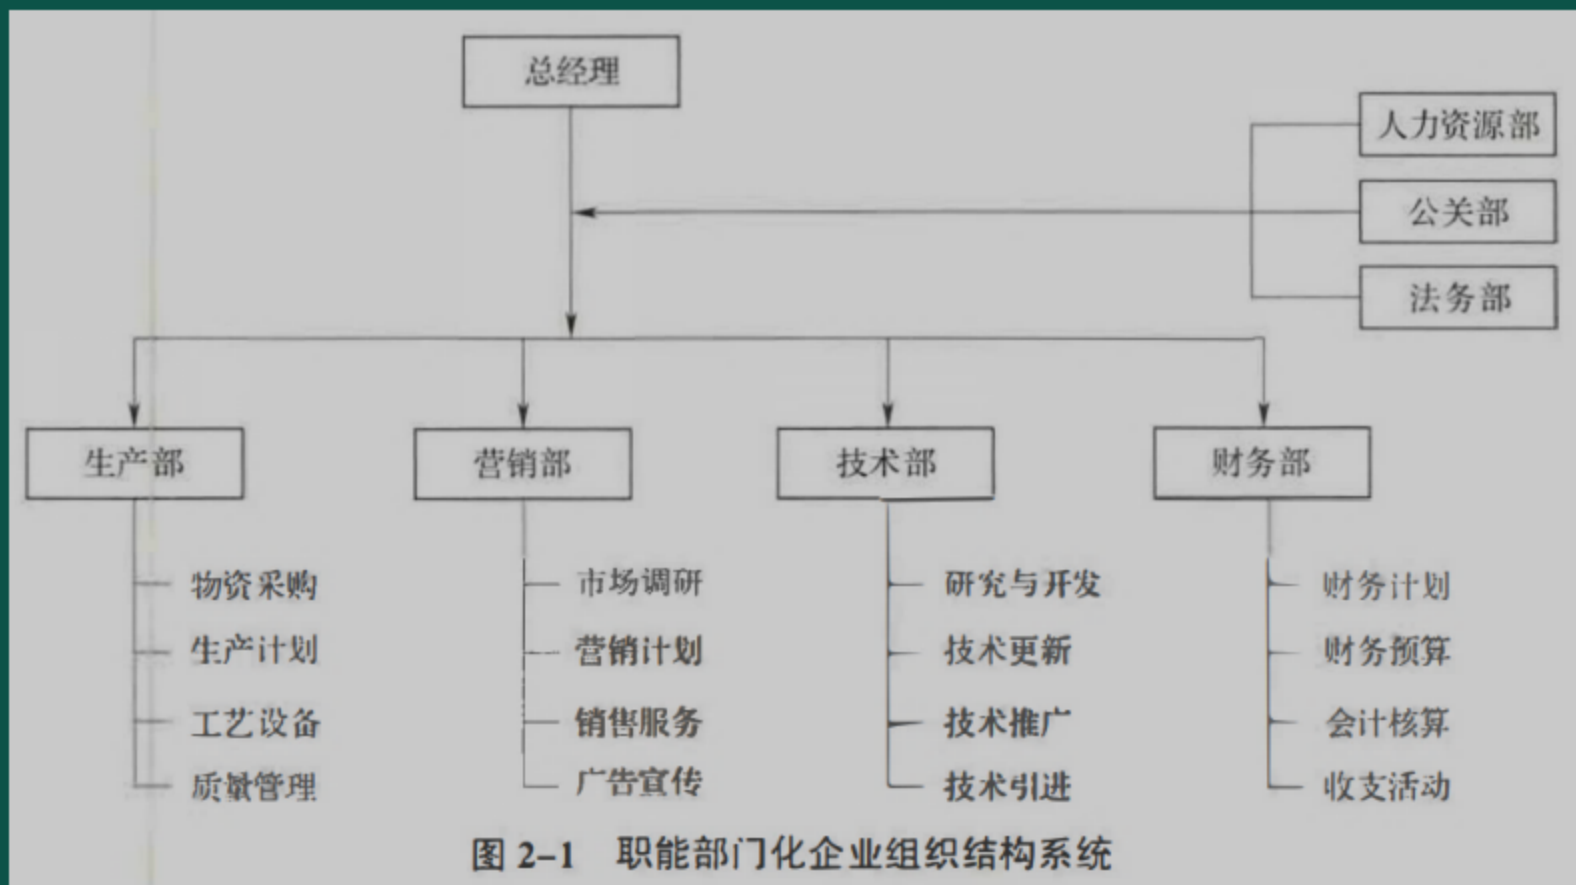 总经理
人力资源部
公关部
法务部
生产部 营销部 技术部 财务部
物资采购 市场调研 研究与开发 财务计划
生产计划 营销计划 技术更新 财务预算
工艺设备 销售服务 技术推广 会计核算
质量管理 广告宣传 技术引进 收支活动
图 2-1 职能部门化企业组织结构系统